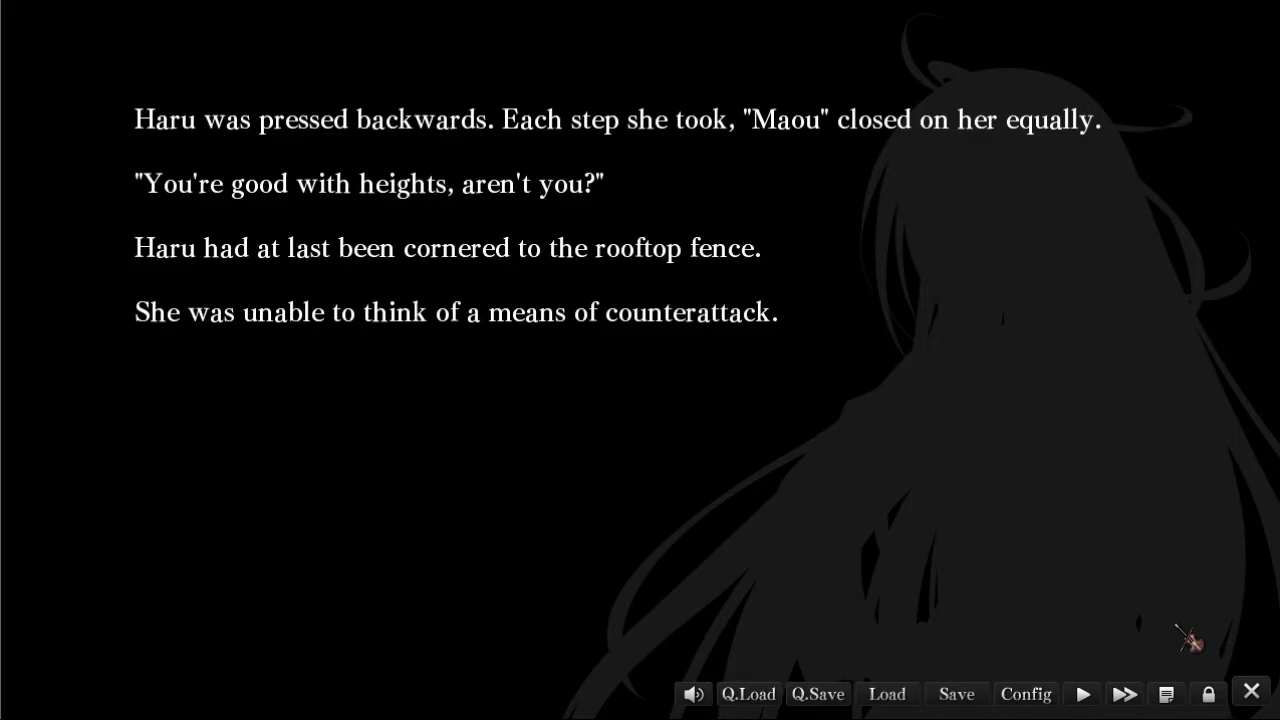 Haru was pressed backwards. Each step she took, "Maou" closed on her equally.
"You're good with heights, aren't you?"
Haru had at last been cornered to the rooftop fence.
She was unable to think of a means of counterattack.
Q.Load Q.Save Load Save Config